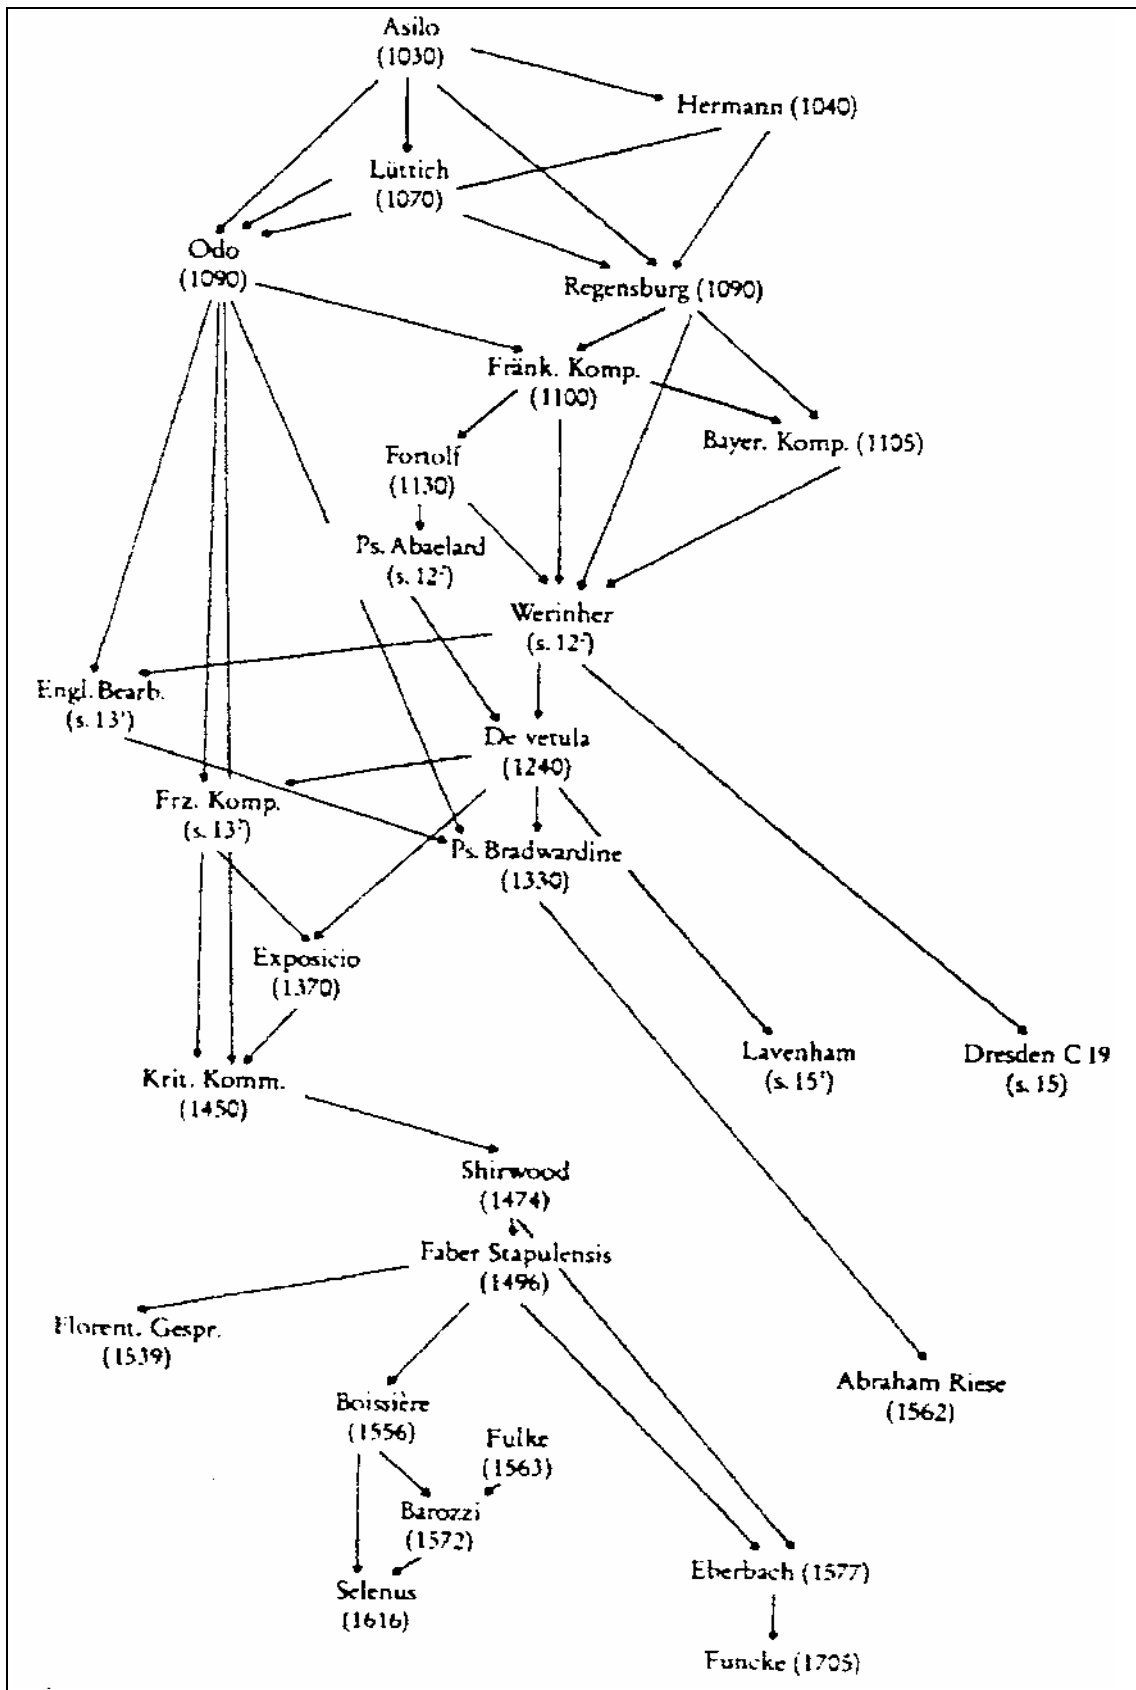 Asilo
(1030)
Hermann (1040)
Lüttich
(1070)
Odo
(1090)
Regensburg (1090)
Fränk. Komp.
(1100)
Bayer. Komp. (1105)
Fortolf
(1130)
Ps. Abaelard
(s. 12²)
Werinher
(s. 12²)
Engl. Bearb.
(s. 13¹)
De vetula
(1240)
Frz. Komp.
(s. 13²)
Ps. Bradwardine
(1330)
Exposicio
(1370)
Lavenham
(s. 15¹)
Dresden C 19
(s. 15)
Krit. Komm.
(1450)
Shirwood
(1474)
Faber Stapulensis
(1496)
Florent. Gespr.
(1539)
Abraham Riese
(1562)
Boissière
(1556)
Fulke
(1563)
Barozzi
(1572)
Eberbach (1577)
Selenus
(1616)
Funcke (1705)